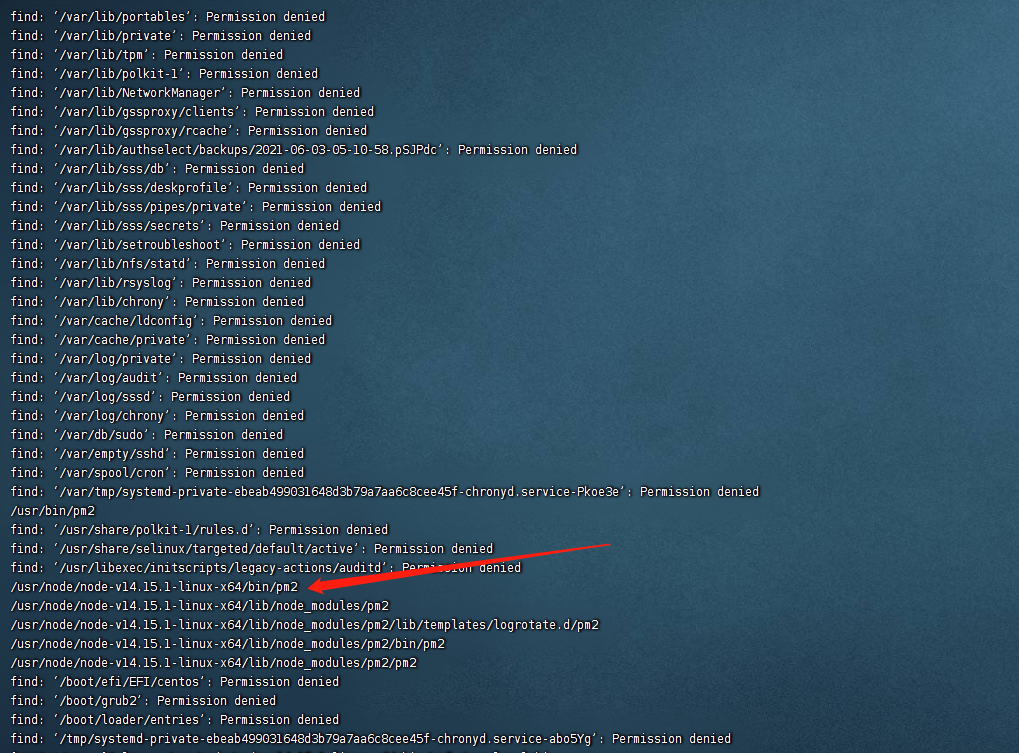 find: ‘/var/lib/portables’: Permission denied
find: ‘/var/lib/private’: Permission denied
find: ‘/var/lib/tpm’: Permission denied
find: ‘/var/lib/polkit-1’: Permission denied
find: ‘/var/lib/NetworkManager’: Permission denied
find: ‘/var/lib/gssproxy/clients’: Permission denied
find: ‘/var/lib/gssproxy/rcache’: Permission denied
find: ‘/var/lib/authselect/backups/2021-06-03-05-10-58.pSJPdc’: Permission denied
find: ‘/var/lib/sss/db’: Permission denied
find: ‘/var/lib/sss/deskprofile’: Permission denied
find: ‘/var/lib/sss/pipes/private’: Permission denied
find: ‘/var/lib/sss/secrets’: Permission denied
find: ‘/var/lib/setroubleshoot’: Permission denied
find: ‘/var/lib/nfs/statd’: Permission denied
find: ‘/var/lib/rsyslog’: Permission denied
find: ‘/var/lib/chrony’: Permission denied
find: ‘/var/cache/ldconfig’: Permission denied
find: ‘/var/cache/private’: Permission denied
find: ‘/var/log/private’: Permission denied
find: ‘/var/log/audit’: Permission denied
find: ‘/var/log/sssd’: Permission denied
find: ‘/var/log/chrony’: Permission denied
find: ‘/var/db/sudo’: Permission denied
find: ‘/var/empty/sshd’: Permission denied
find: ‘/var/spool/cron’: Permission denied
find: ‘/var/tmp/systemd-private-ebeab499031648d3b79a7aa6c8cee45f-chronyd.service-Pkoe3e’: Permission denied
/usr/bin/pm2
find: ‘/usr/share/polkit-1/rules.d’: Permission denied
find: ‘/usr/share/selinux/targeted/default/active’: Permission denied
find: ‘/usr/libexec/initscripts/legacy-actions/auditd’: Permission denied
/usr/node/node-v14.15.1-linux-x64/bin/pm2
/usr/node/node-v14.15.1-linux-x64/lib/node_modules/pm2
/usr/node/node-v14.15.1-linux-x64/lib/node_modules/pm2/lib/templates/logrotate.d/pm2
/usr/node/node-v14.15.1-linux-x64/lib/node_modules/pm2/bin/pm2
/usr/node/node-v14.15.1-linux-x64/lib/node_modules/pm2/pm2
find: ‘/boot/efi/EFI/centos’: Permission denied
find: ‘/boot/grub2’: Permission denied
find: ‘/boot/loader/entries’: Permission denied
find: ‘/tmp/systemd-private-ebeab499031648d3b79a7aa6c8cee45f-chronyd.service-abo5Yg’: Permission denied